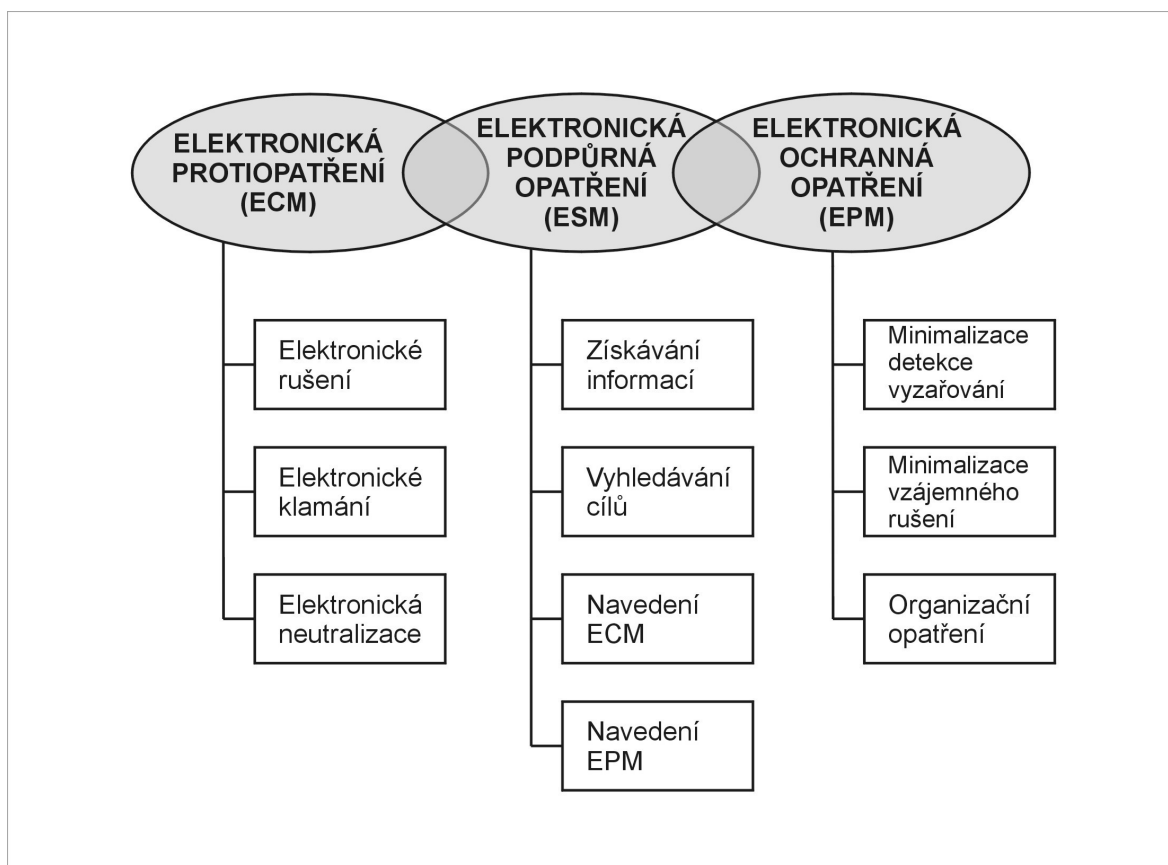 ELEKTRONICKÁ
PROTIOPATŘENÍ
(ECM)
ELEKTRONICKÁ
PODPŮRNÁ
OPATŘENÍ
(ESM)
ELEKTRONICKÁ
OCHRANNÁ
OPATŘENÍ
(EPM)
Elektronické
rušení
Elektronické
klamání
Elektronická
neutralizace
Získávání
informací
Vyhledávání
cílů
Navedení
ECM
Navedení
EPM
Minimalizace
detekce
vyzařování
Minimalizace
vzájemného
rušení
Organizační
opatření